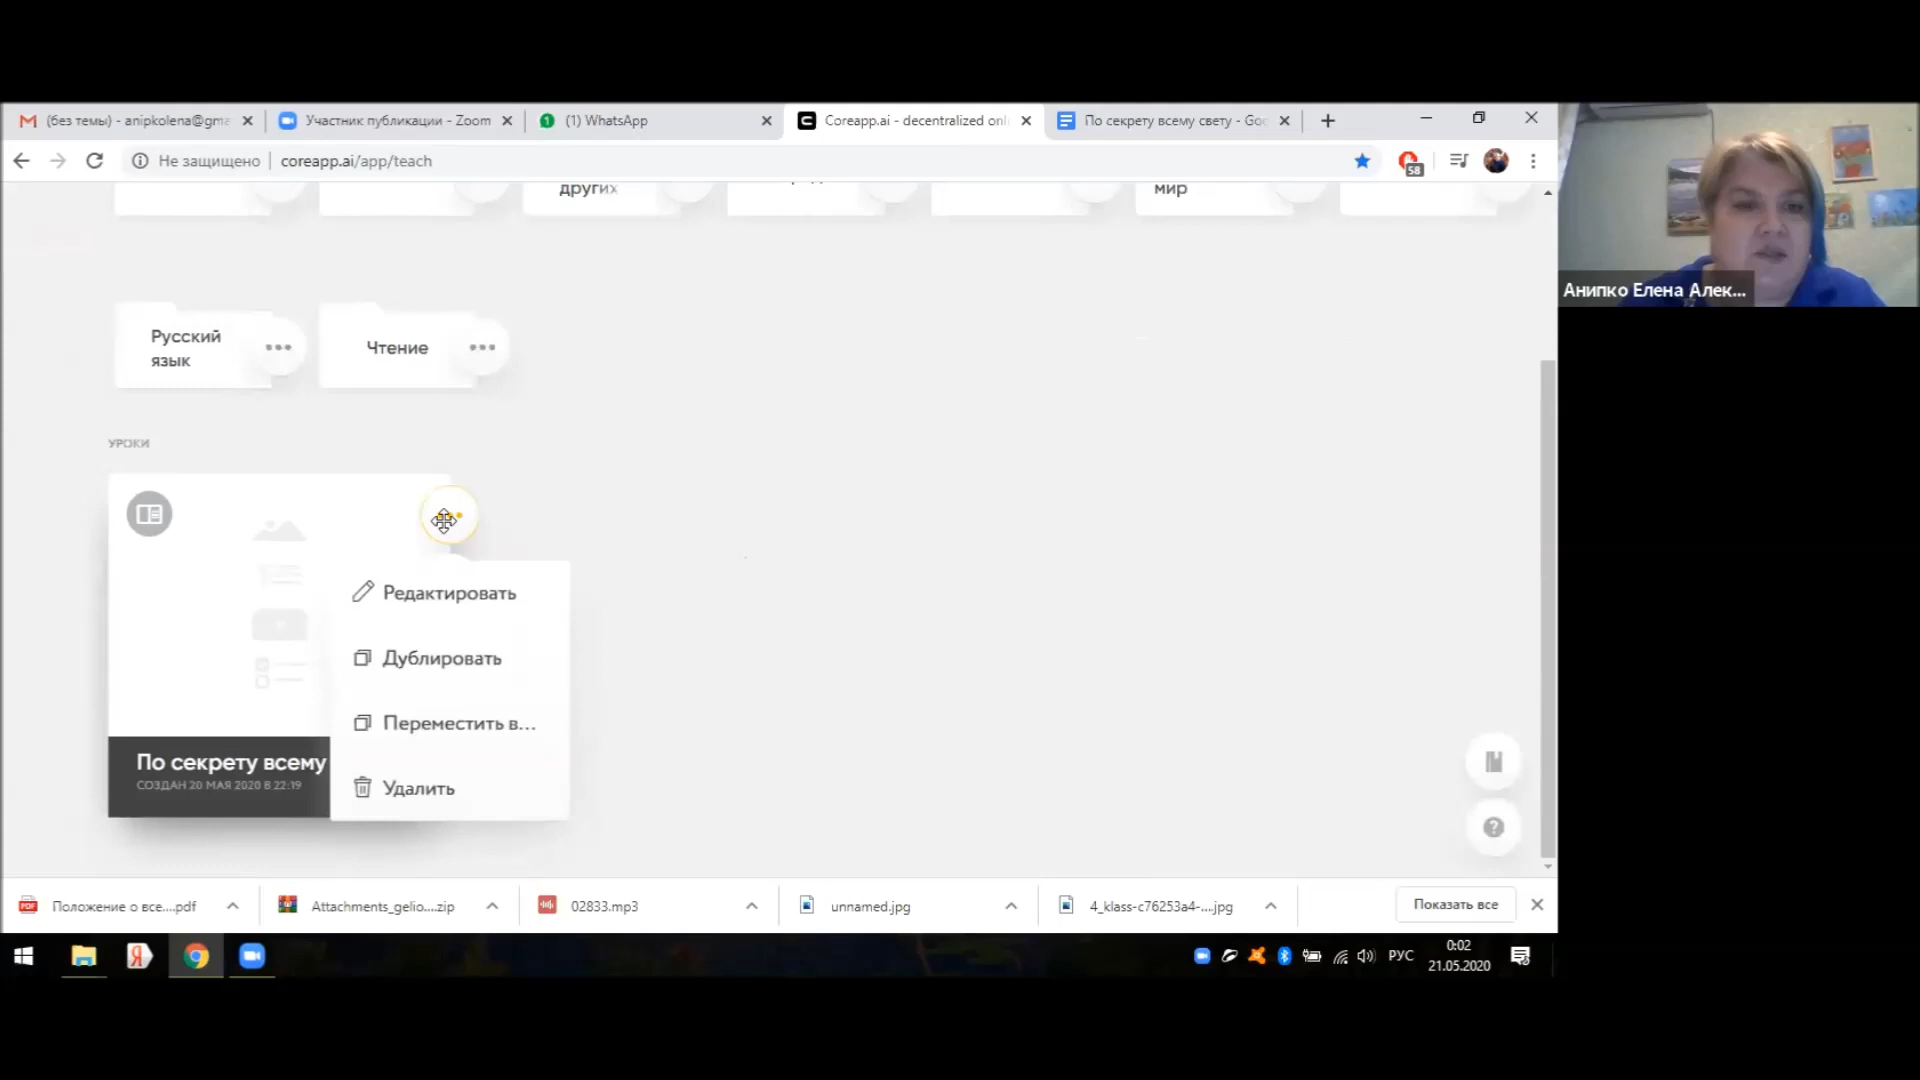 (без темы) - anipkolena@gma
Участник публикации - Zoom
1
(1) WhatsApp
Coreapp.ai - decentralized onl
По секрету всему свету - Goo
Не защищено
coreapp.ai/app/teach
58
других
мир
Анипко Елена Алек...
Русский
язык
Чтение
УРОКИ
Редактировать
Дублировать
Переместить в...
По секрету всему
СОЗДАН 20 МАЯ 2020 В 22:19
Удалить
PDF
Положение о все....pdf
Attachments_gelio....zip
02833.mp3
unnamed.jpg
4_klass-c76253a4-....jpg
Показать все
РУС
0:02
21.05.2020